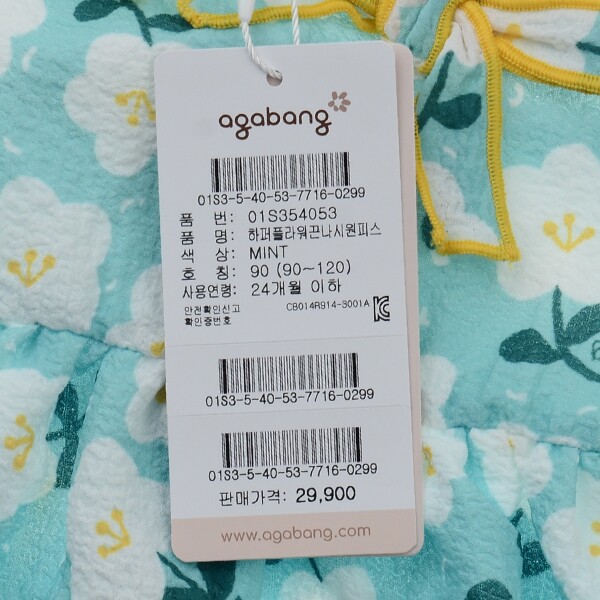 agabang
01S3-5-40-53-7716-0299
품 번: 01S354053
품 명: 하퍼플라워끈나시원피스
색 상: MINT
호 칭: 90 (90~120)
사용연령: 24개월 이하
안전확인신고
확인증번호 CB014R914-3001A
01S3-5-40-53-7716-0299
01S3-5-40-53-7716-0299
판매가격: 29,900
www.agabang.com